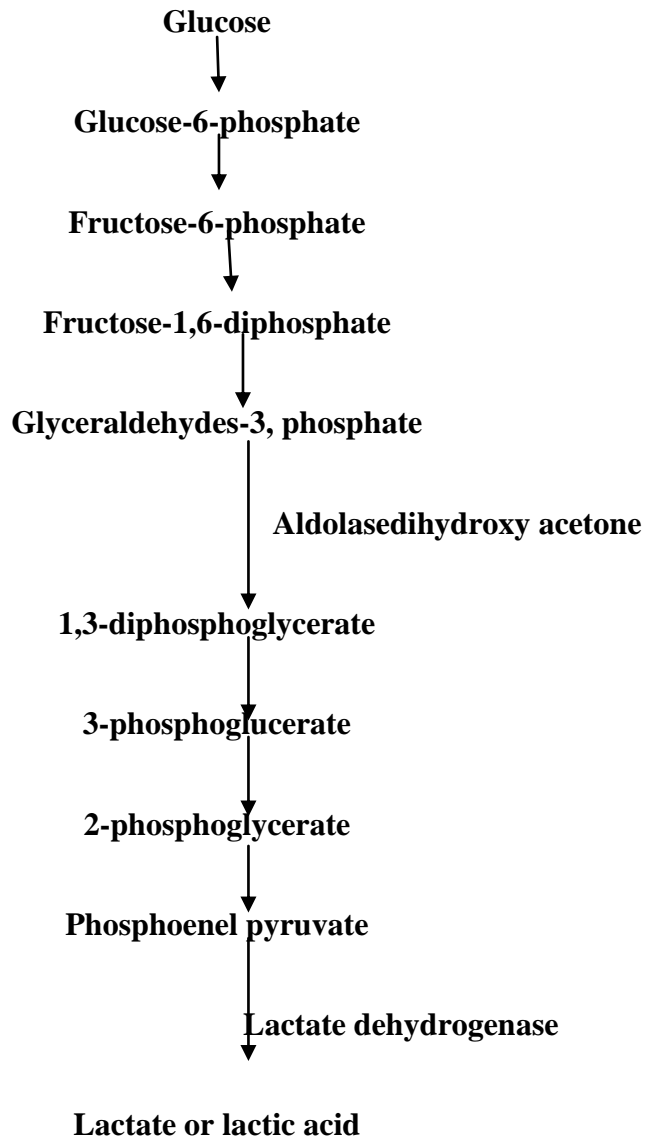 Glucose
Glucose-6-phosphate
Fructose-6-phosphate
Fructose-1,6-diphosphate
Glyceraldehydes-3, phosphate
Aldolasedihydroxy acetone
1,3-diphosphoglycerate
3-phosphoglucerate
2-phosphoglycerate
Phosphoenel pyruvate
Lactate dehydrogenase
Lactate or lactic acid